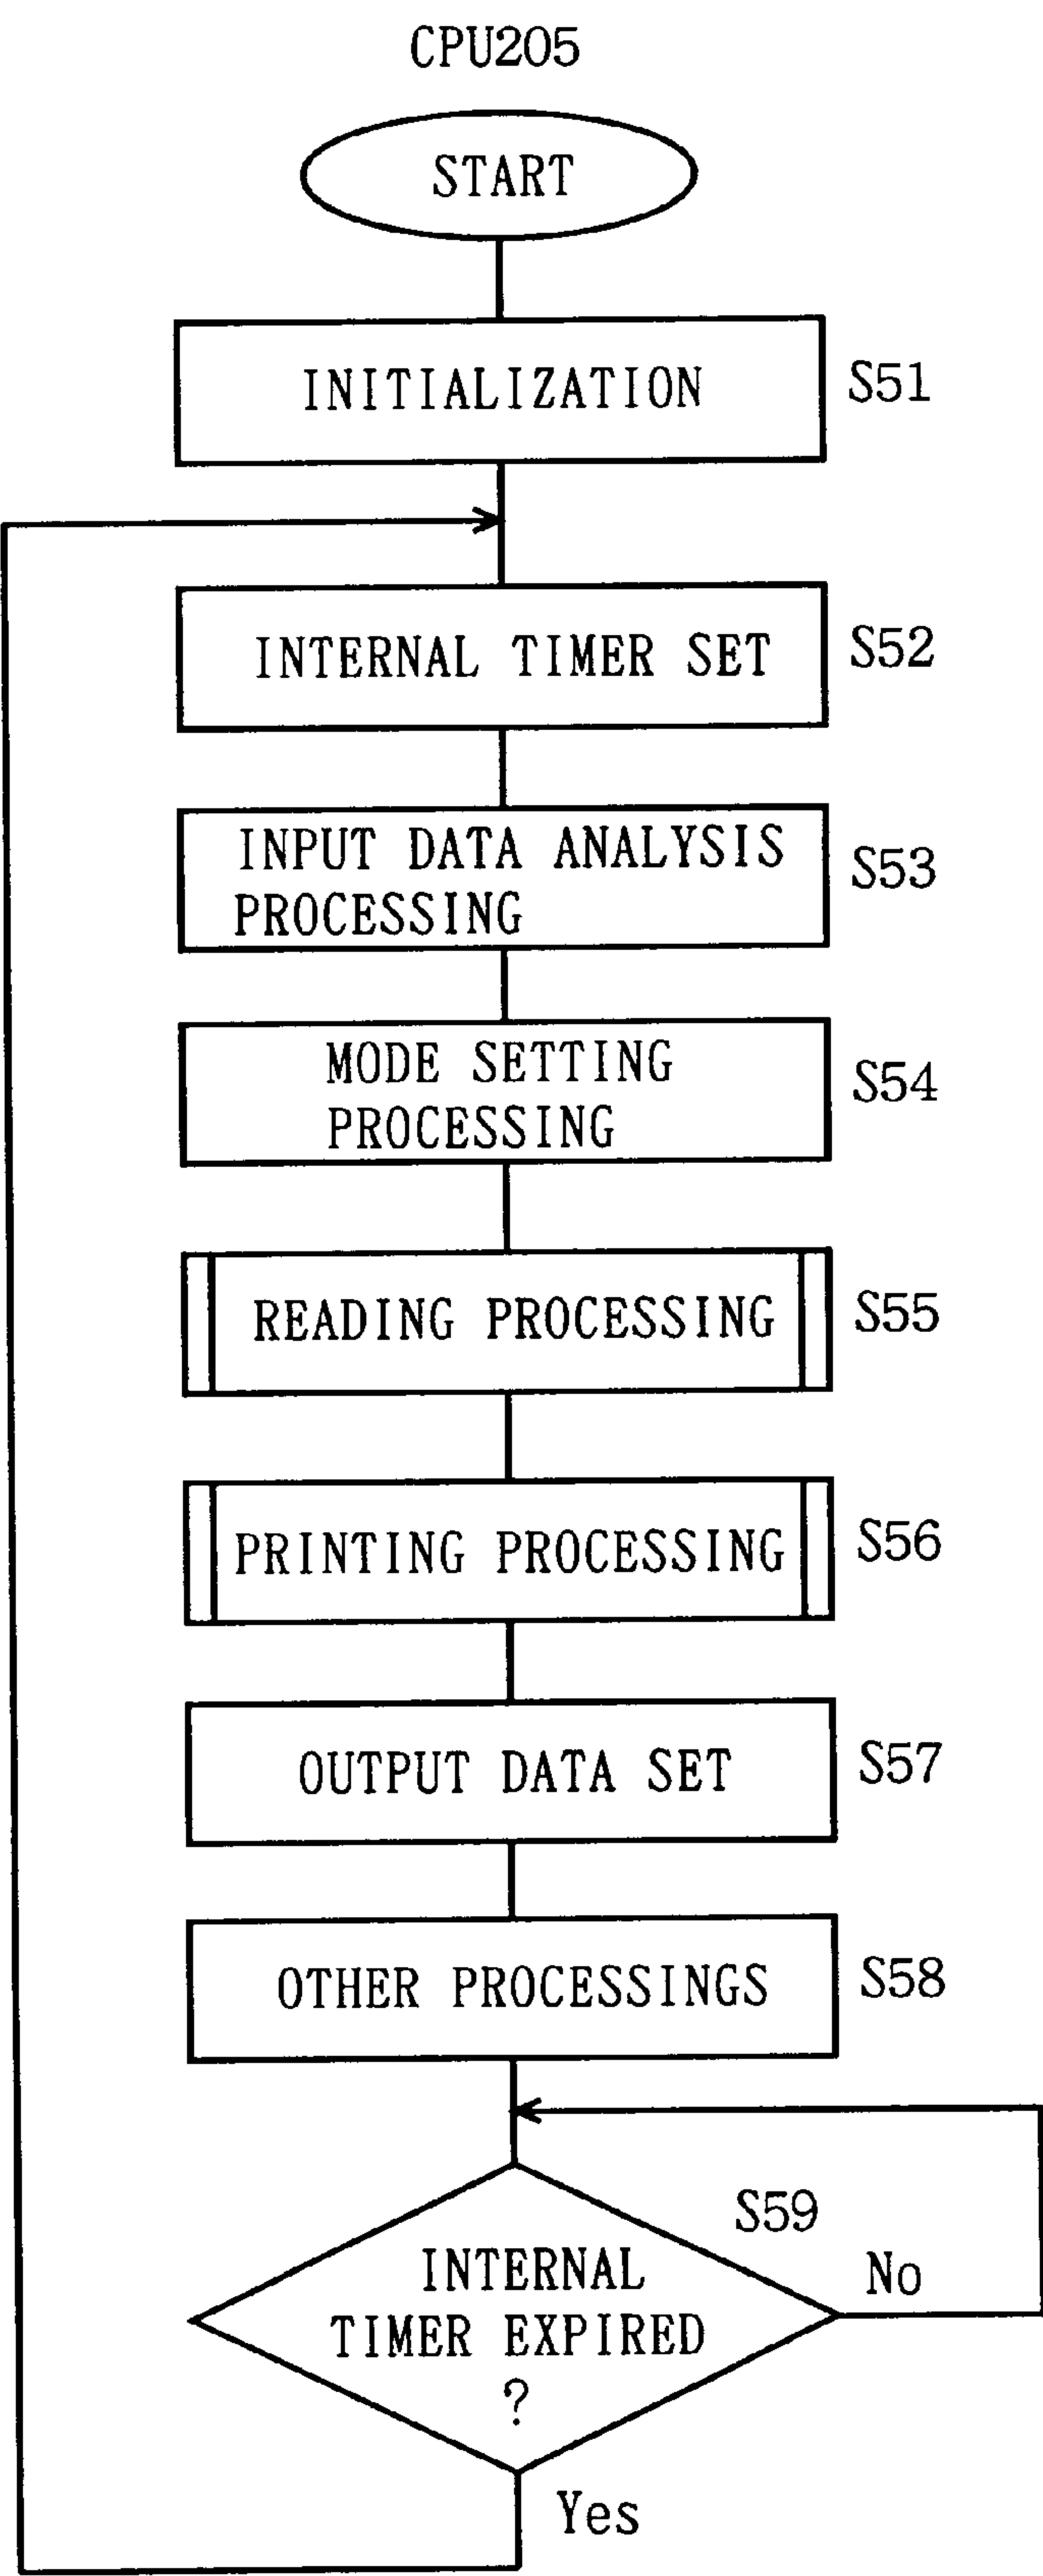 CPU205
START
INITIALIZATION
S51
INTERNAL TIMER SET
S52
INPUT DATA ANALYSIS
PROCESSING
S53
MODE SETTING
PROCESSING
S54
READING PROCESSING
S55
PRINTING PROCESSING
S56
OUTPUT DATA SET
S57
OTHER PROCESSINGS
S58
S59
INTERNAL
TIMER EXPIRED
?
No
Yes